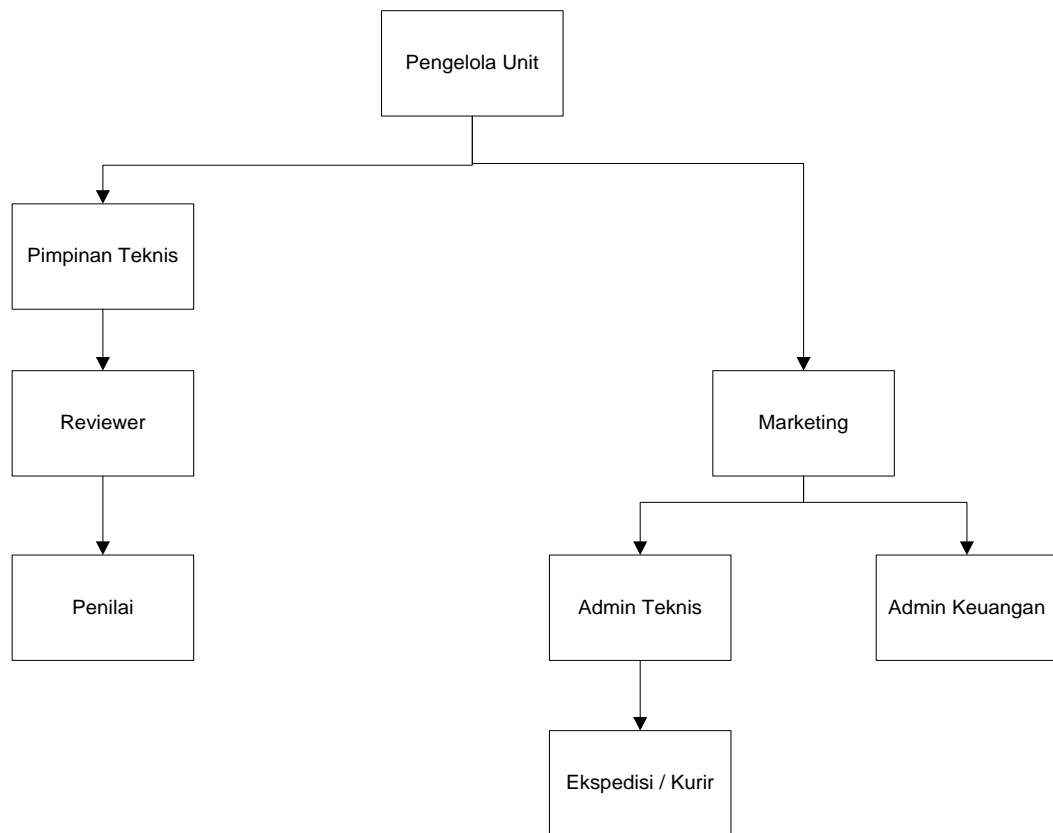 Pengelola Unit
Pimpinan Teknis
Reviewer
Marketing
Penilai
Admin Teknis
Admin Keuangan
Ekspedisi / Kurir